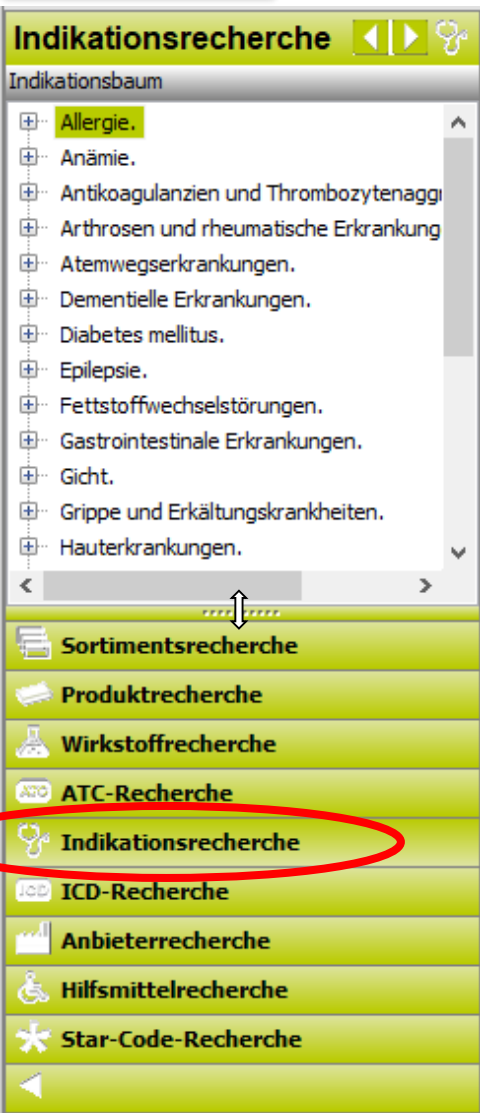 Indikationsrecherche
Indikationsbaum
Allergie.
Anämie.
Antikoagulanzien und Thrombozytenaggr
Arthrosen und rheumatische Erkrankung
Atemwegserkrankungen.
Dementielle Erkrankungen.
Diabetes mellitus.
Epilepsie.
Fettstoffwechselstörungen.
Gastrointestinale Erkrankungen.
Gicht.
Grippe und Erkältungskrankheiten.
Hauterkrankungen.
Sortimentsrecherche
Produktrecherche
Wirkstoffrecherche
ATC ATC-Recherche
Indikationsrecherche
ICD ICD-Recherche
Anbieterrecherche
Hilfsmittelrecherche
Star-Code-Recherche